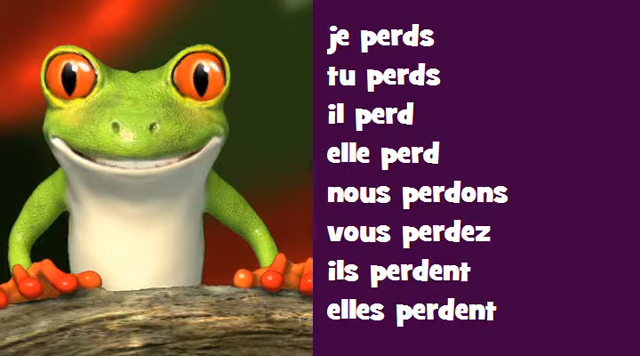 je perds
tu perds
il perd
elle perd
nous perdons
vous perdez
ils perdent
elles perdent